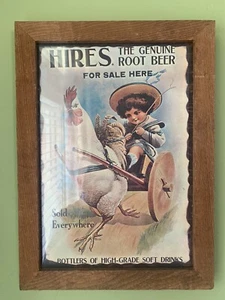 HIRES. THE GENUINE
ROOT BEER
FOR SALE HERE
Sold
Everywhere
BOTTLERS OF HIGH-GRADE SOFT DRINKS